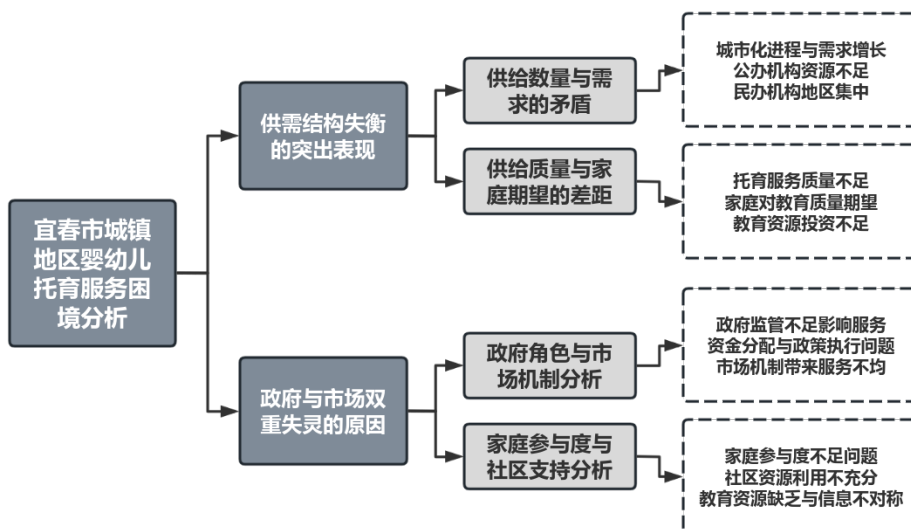 宜春市城镇
地区婴幼儿
托育服务困
境分析
供需结构失衡
的突出表现
供给数量与需
求的矛盾
城市化进程与需求增长
公办机构资源不足
民办机构地区集中
供给质量与家
庭期望的差距
托育服务质量不足
家庭对教育质量期望
教育资源投资不足
政府与市场双
重失灵的原因
政府角色与市
场机制分析
政府监管不足影响服务
资金分配与政策执行问题
市场机制带来服务不均
家庭参与度与
社区支持分析
家庭参与度不足问题
社区资源利用不充分
教育资源缺乏与信息不对称